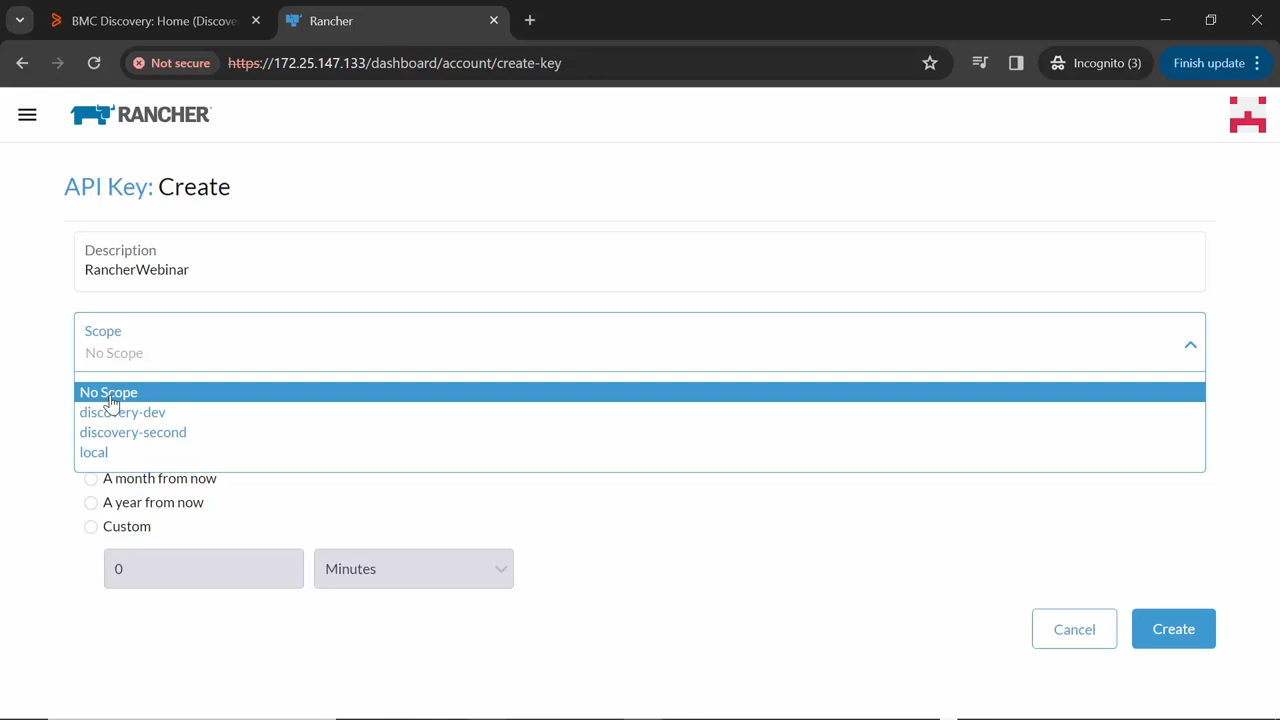 BMC Discovery: Home (Discove
Rancher
Not secure
https://172.25.147.133/dashboard/account/create-key
Incognito (3)
Finish update
RANCHER
API Key: Create
Description
RancherWebinar
Scope
No Scope
No Scope
discovery-dev
discovery-second
local
A month from now
A year from now
Custom
0
Minutes
Cancel
Create